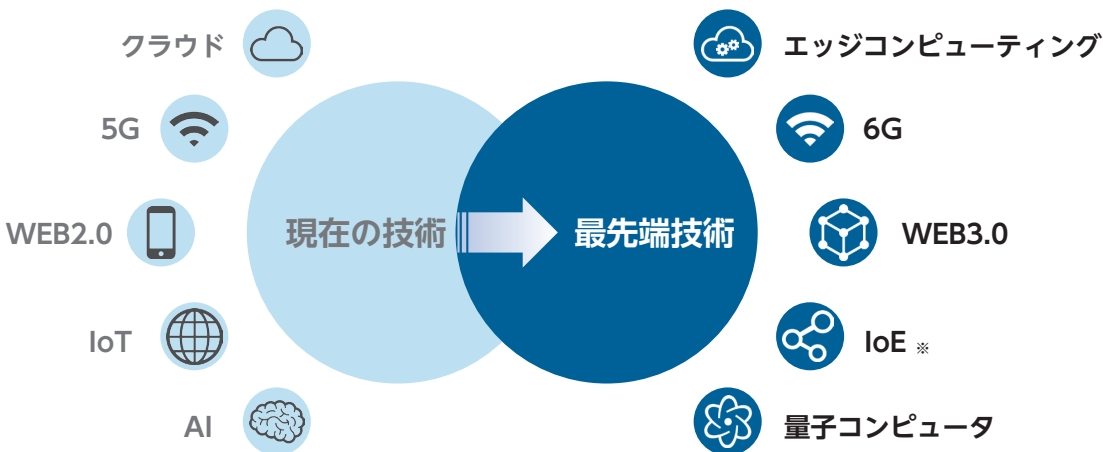 クラウド
エッジコンピューティング
5G
6G
WEB2.0
現在の技術
最先端技術
WEB3.0
IoT
IoE ※
AI
量子コンピュータ